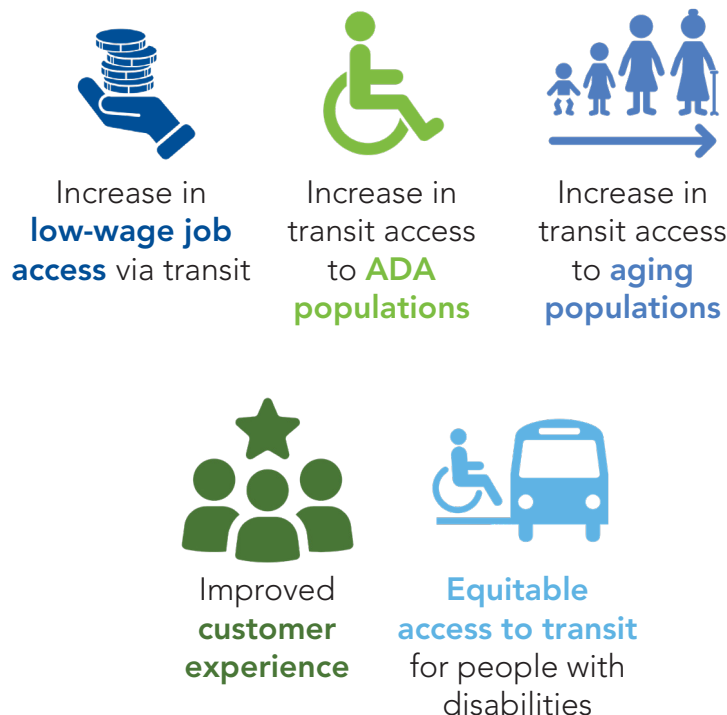 Increase in
low-wage job
access via transit
Increase in
transit access
to ADA
populations
Increase in
transit access
to aging
populations
Improved
customer
experience
Equitable
access to transit
for people with
disabilities